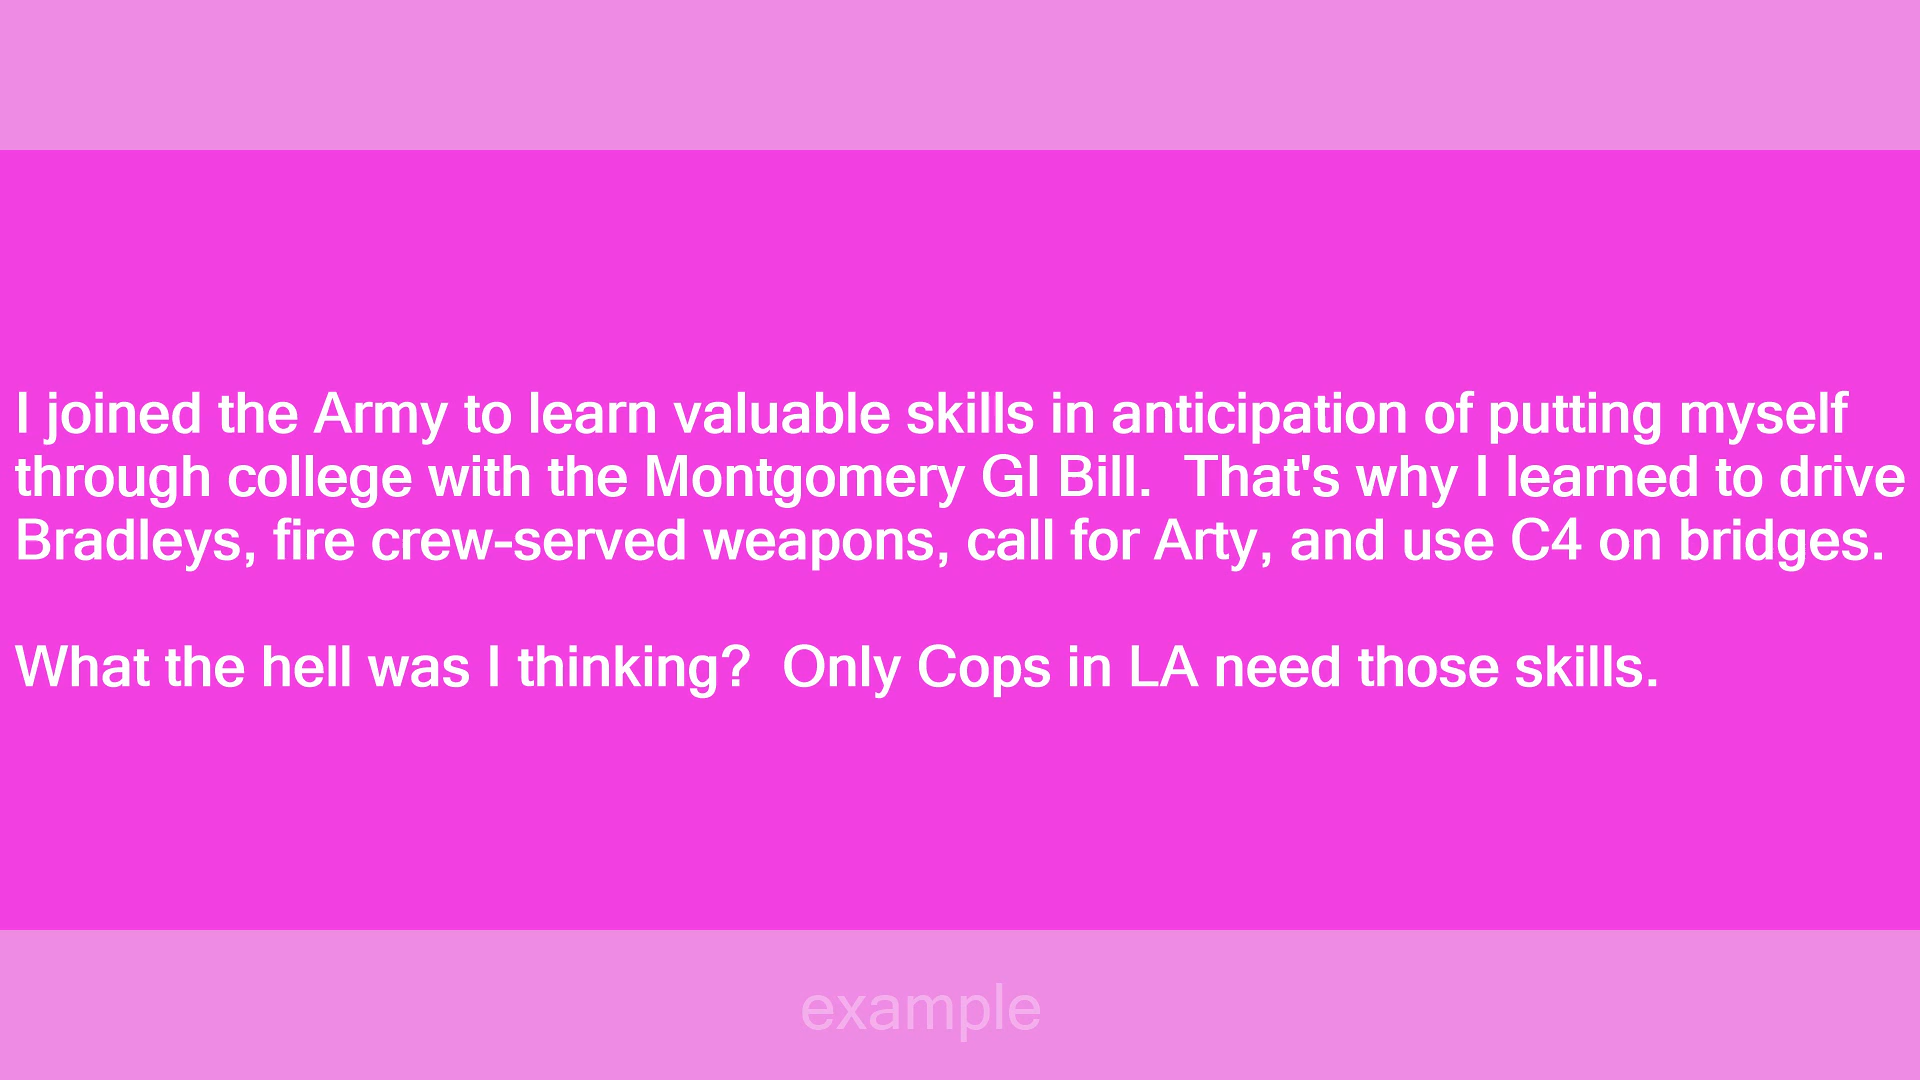 I joined the Army to learn valuable skills in anticipation of putting myself
through college with the Montgomery GI Bill.  That's why I learned to drive
Bradleys, fire crew-served weapons, call for Arty, and use C4 on bridges.
What the hell was I thinking?  Only Cops in LA need those skills.
example